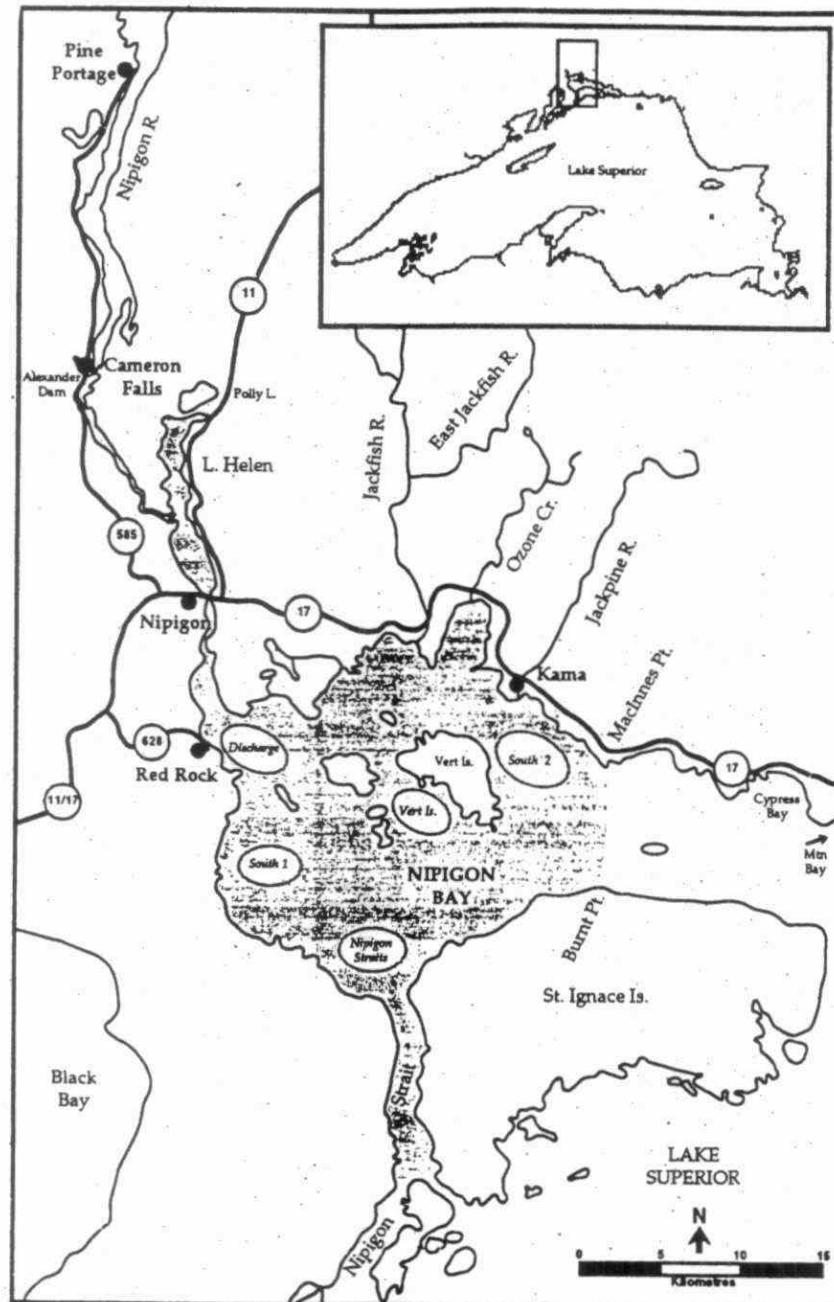 Pine
Portage
Nipigon R.
Lake Superior
11
Cameron
Falls
Alexander
Dam
Polly L.
L. Helen
Jackfish R.
East Jackfish R.
Ozone Cr.
Jackpine R.
585
Nipigon
17
Kama
MacInnes Pt.
628
Red Rock
Discharge
Vert Is.
South 2
17
11/17
Vert Is.
Cypress
Bay
Mtn
Bay
South 1
NIPIGON
BAY
Nipigon
Straits
Burnt Pt.
St. Ignace Is.
Black
Bay
Strait
Nipigon
LAKE
SUPERIOR
N
0 5 10 15
Kilometres